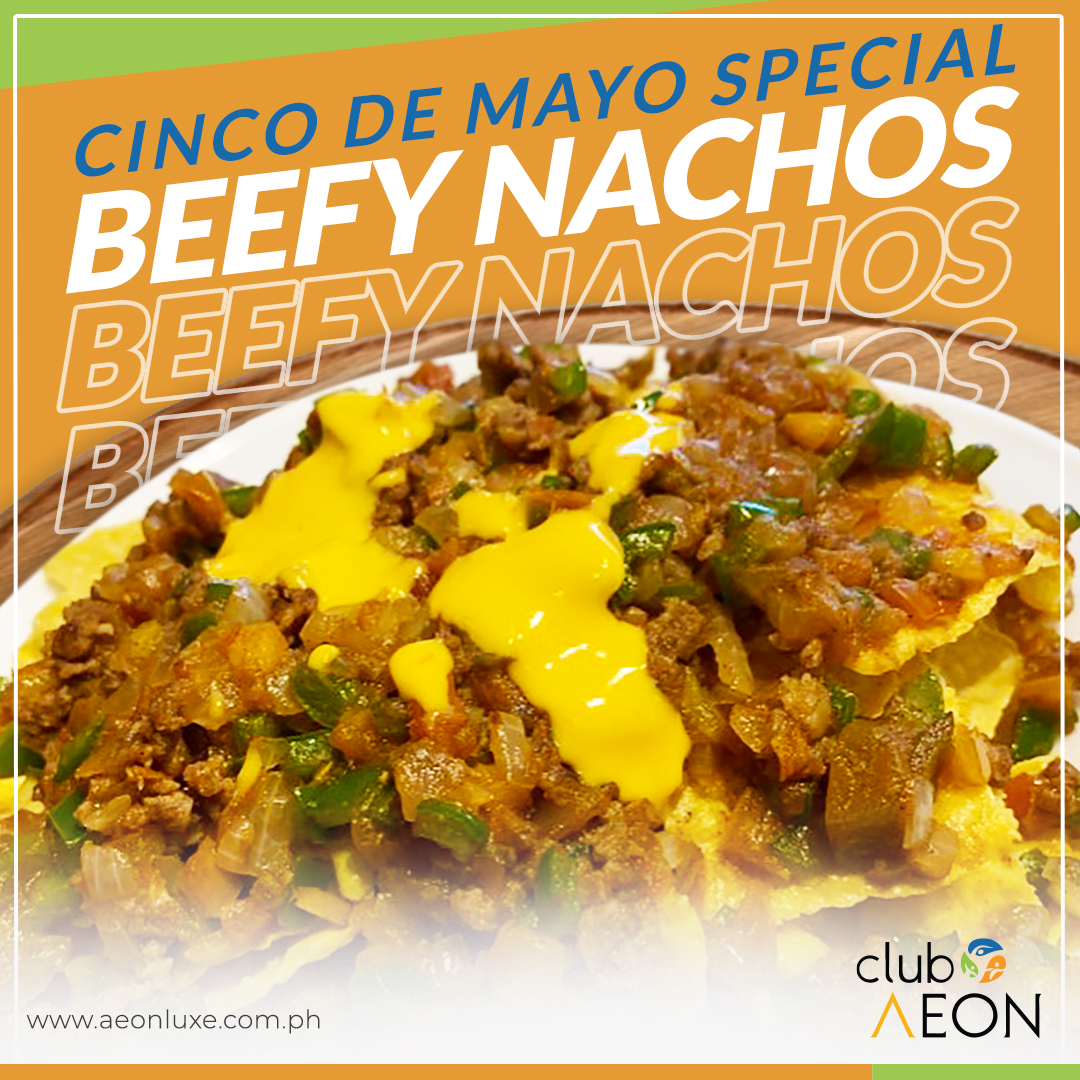 CINCO DE MAYO SPECIAL
BEEFY NACHOS
BEEFY NACHOS
www.aeonluxe.com.ph
club
AEON